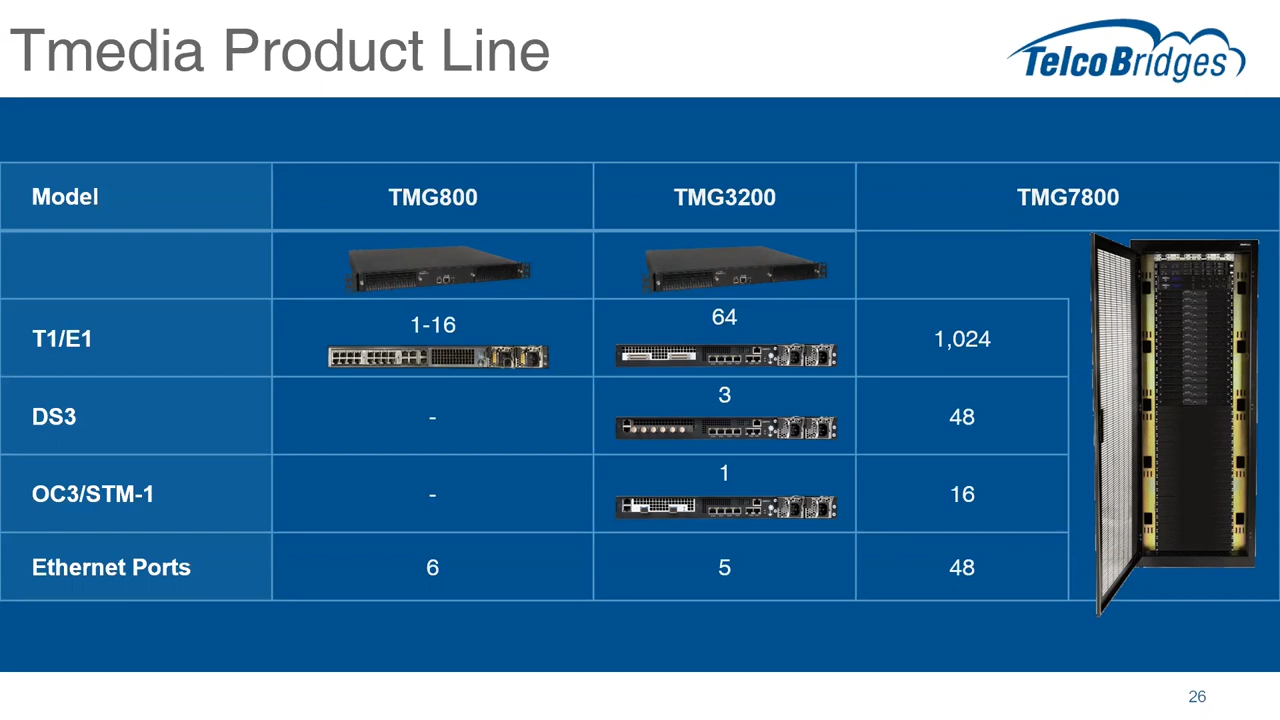 Tmedia Product Line
TelcoBridges
Model TMG800 TMG3200 TMG7800
T1/E1 1-16 64 1,024
DS3 - 3 48
OC3/STM-1 - 1 16
Ethernet Ports 6 5 48
26